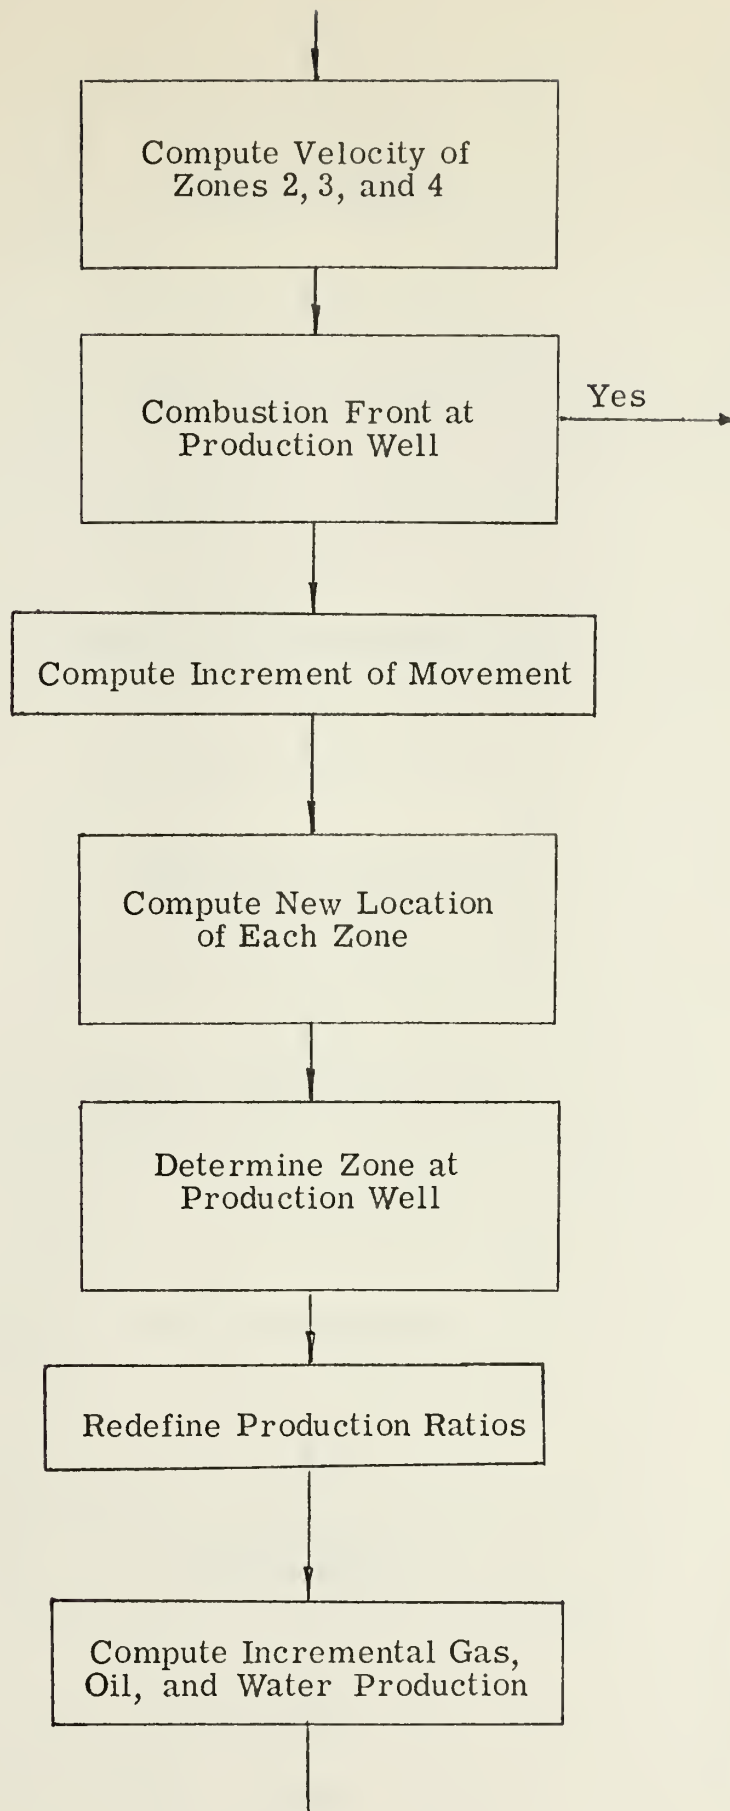 Compute Velocity of
Zones 2, 3, and 4
Combustion Front at
Production Well
Yes
Compute Increment of Movement
Compute New Location
of Each Zone
Determine Zone at
Production Well
Redefine Production Ratios
Compute Incremental Gas,
Oil, and Water Production